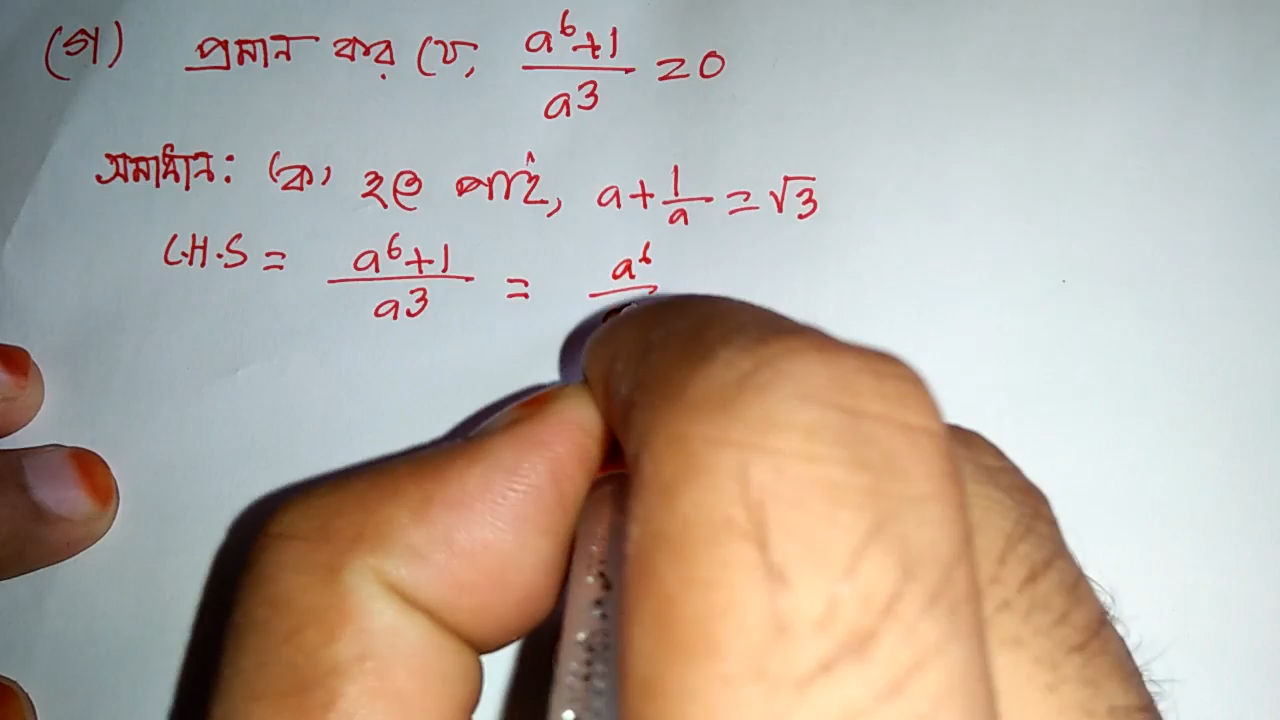 (গ) প্রমান কর যে, a⁶+1/a³ = 0
সমাধান: (ক) হতে পাই, a+1/a = √3
L.H.S = a⁶+1/a³ = a⁶/